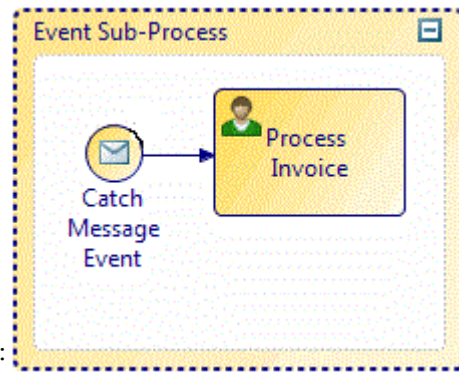 Event Sub-Process
Process
Invoice
Catch
Message
Event
: